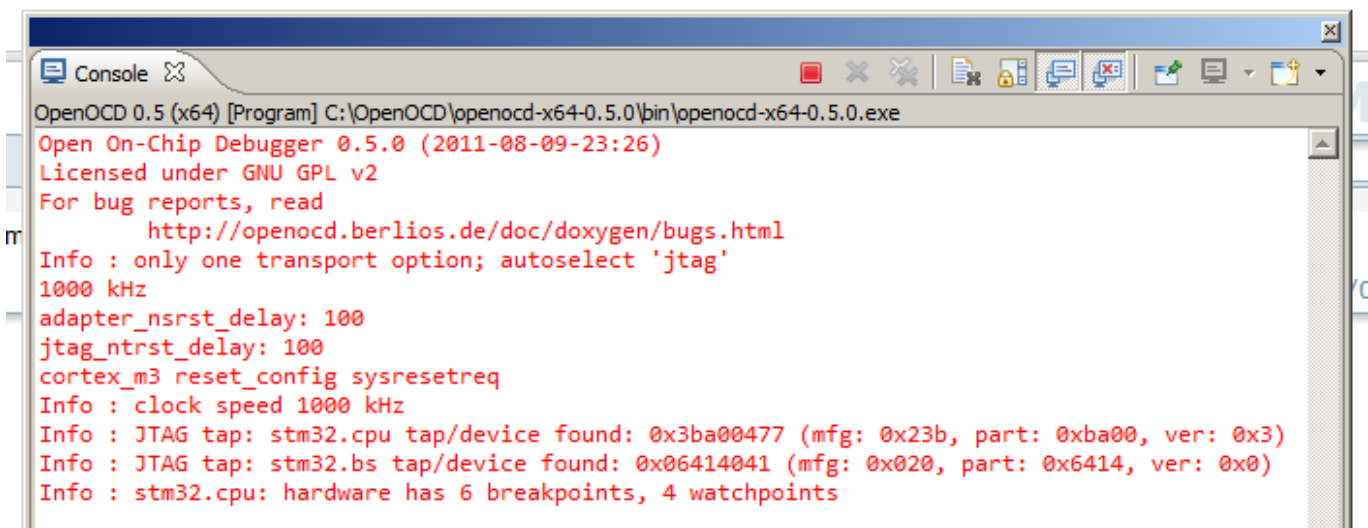 Console
OpenOCD 0.5 (x64) [Program] C:\OpenOCD\openocd-x64-0.5.0\bin\openocd-x64-0.5.0.exe
Open On-Chip Debugger 0.5.0 (2011-08-09-23:26)
Licensed under GNU GPL v2
For bug reports, read
        http://openocd.berlios.de/doc/doxygen/bugs.html
Info : only one transport option; autoselect 'jtag'
1000 kHz
adapter_nsrst_delay: 100
jtag_ntrst_delay: 100
cortex_m3 reset_config sysresetreq
Info : clock speed 1000 kHz
Info : JTAG tap: stm32.cpu tap/device found: 0x3ba00477 (mfg: 0x23b, part: 0xba00, ver: 0x3)
Info : JTAG tap: stm32.bs tap/device found: 0x06414041 (mfg: 0x020, part: 0x6414, ver: 0x0)
Info : stm32.cpu: hardware has 6 breakpoints, 4 watchpoints